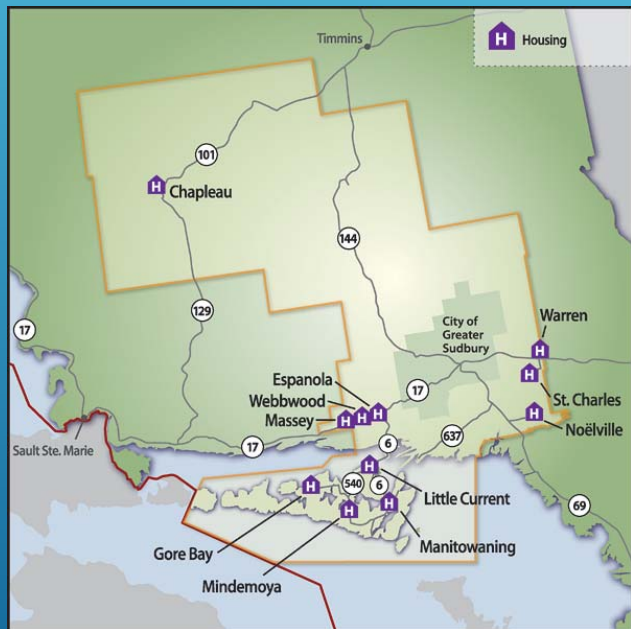 Timmins
H Housing
101
H Chapleau
144
129
17
City of
Greater
Sudbury
Warren
H
Espanola
H St. Charles
Webbwood
17
Massey H H H
H Noëlville
Sault Ste. Marie
17
6
637
H
540
6
Little Current
H
69
H
H
Gore Bay
Manitowaning
Mindemoya